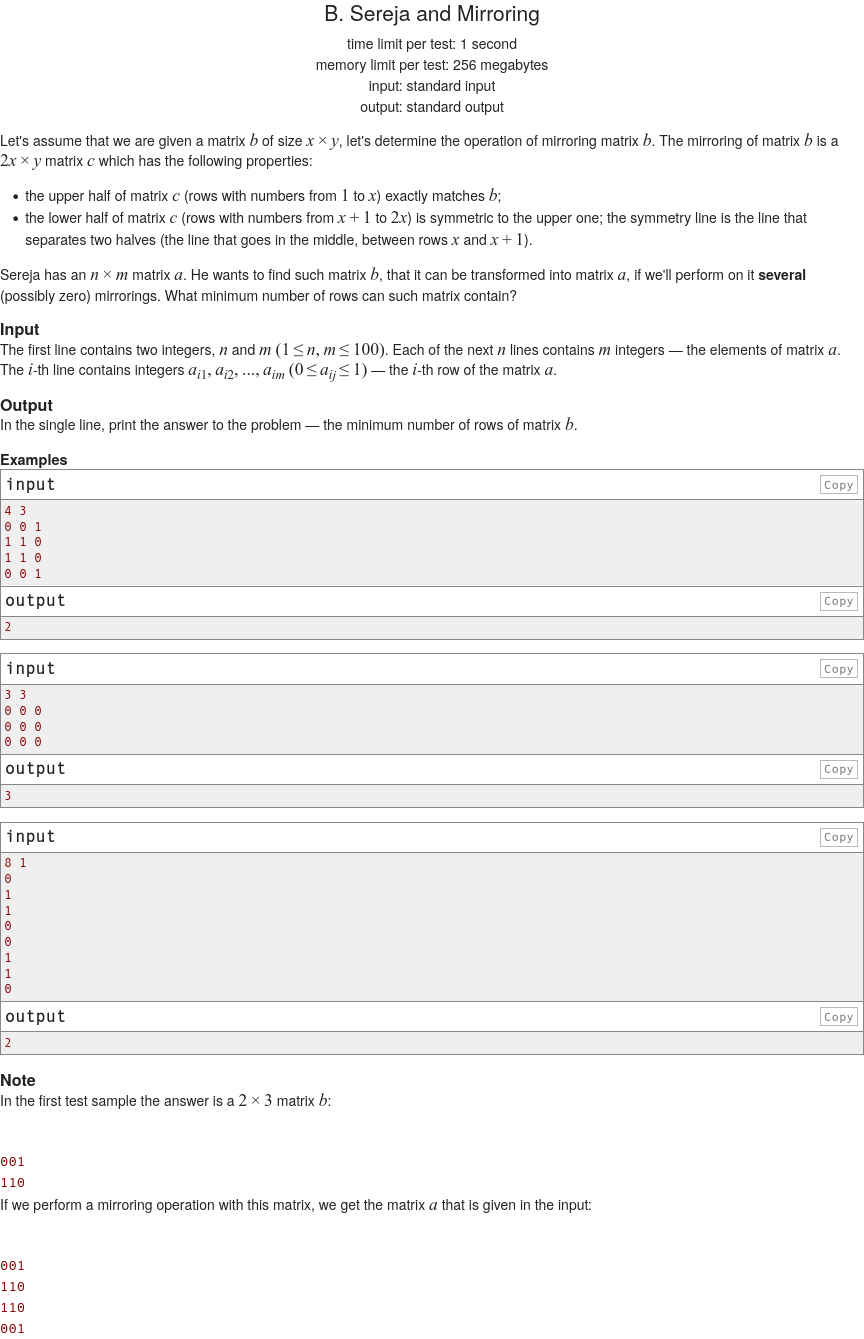 B. Sereja and Mirroring
time limit per test: 1 second
memory limit per test: 256 megabytes
input: standard input
output: standard output
Let's assume that we are given a matrix b of size x × y, let's determine the operation of mirroring matrix b. The mirroring of matrix b is a
2x × y matrix c which has the following properties:
• the upper half of matrix c (rows with numbers from 1 to x) exactly matches b;
• the lower half of matrix c (rows with numbers from x + 1 to 2x) is symmetric to the upper one; the symmetry line is the line that
separates two halves (the line that goes in the middle, between rows x and x + 1).
Sereja has an n × m matrix a. He wants to find such matrix b, that it can be transformed into matrix a, if we'll perform on it several
(possibly zero) mirrorings. What minimum number of rows can such matrix contain?
Input
The first line contains two integers, n and m (1 ≤ n, m ≤ 100). Each of the next n lines contains m integers — the elements of matrix a.
The i-th line contains integers a_{i1}, a_{i2}, ..., a_{im} (0 ≤ a_{ij} ≤ 1) — the i-th row of the matrix a.
Output
In the single line, print the answer to the problem — the minimum number of rows of matrix b.
Examples
input Copy
4 3
0 0 1
1 1 0
1 1 0
0 0 1
output Copy
2
input Copy
3 3
0 0 0
0 0 0
0 0 0
output Copy
3
input Copy
8 1
0
1
1
0
0
1
1
0
output Copy
2
Note
In the first test sample the answer is a 2 × 3 matrix b:
001
110
If we perform a mirroring operation with this matrix, we get the matrix a that is given in the input:
001
110
110
001